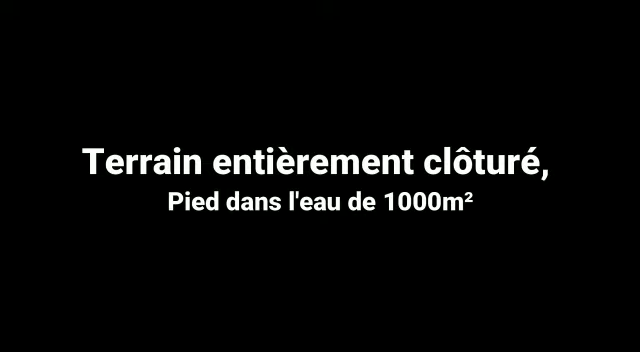 Terrain entièrement clôturé,
Pied dans l'eau de 1000m²